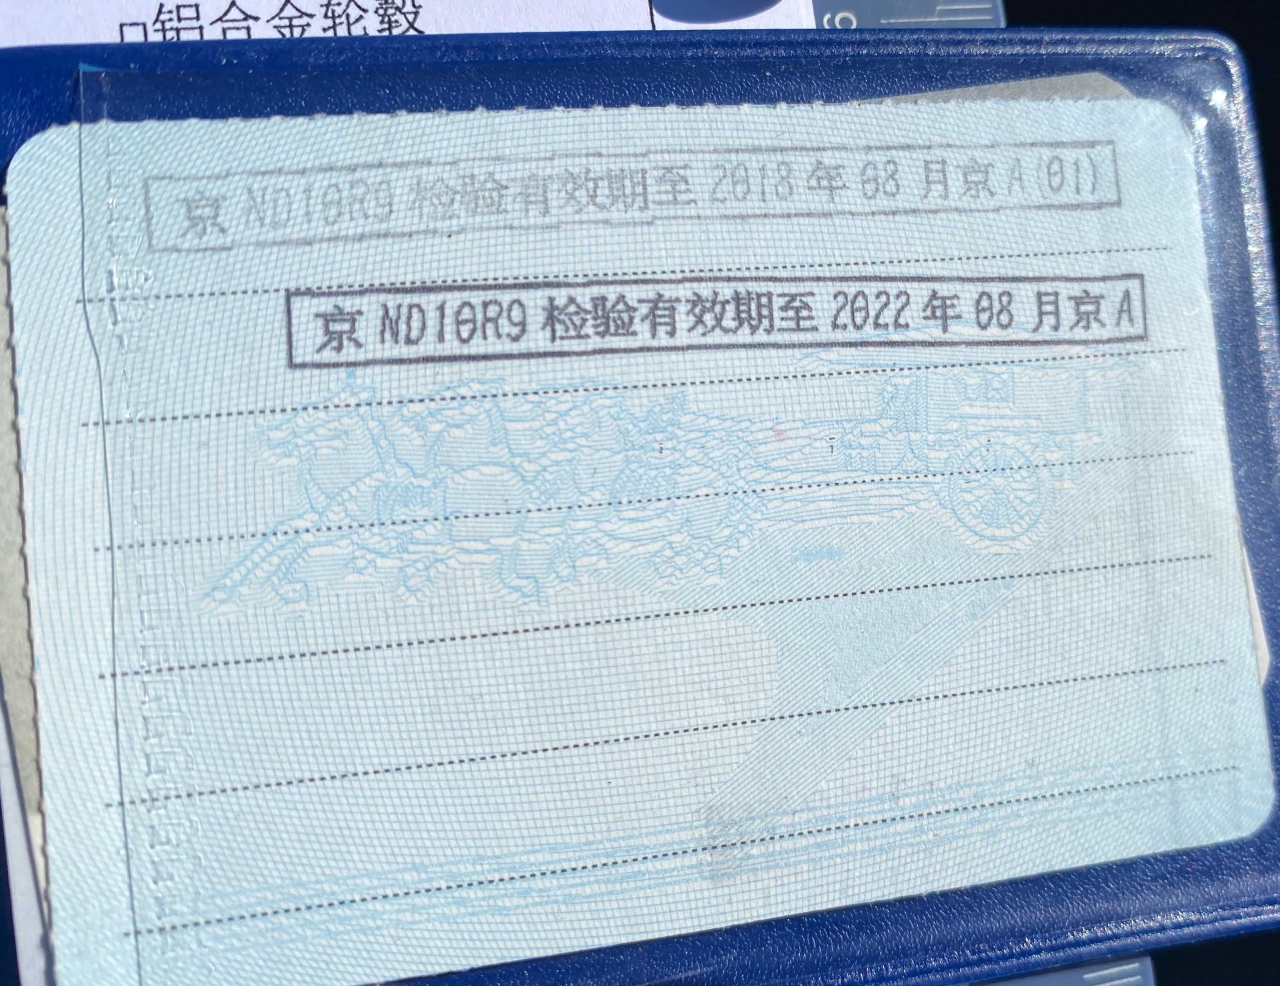 □铝合金轮毂
9
京 ND10R9 检验有效期至 2018 年 08 月京 A (01)
京 ND10R9 检验有效期至 2022 年 08 月京 A